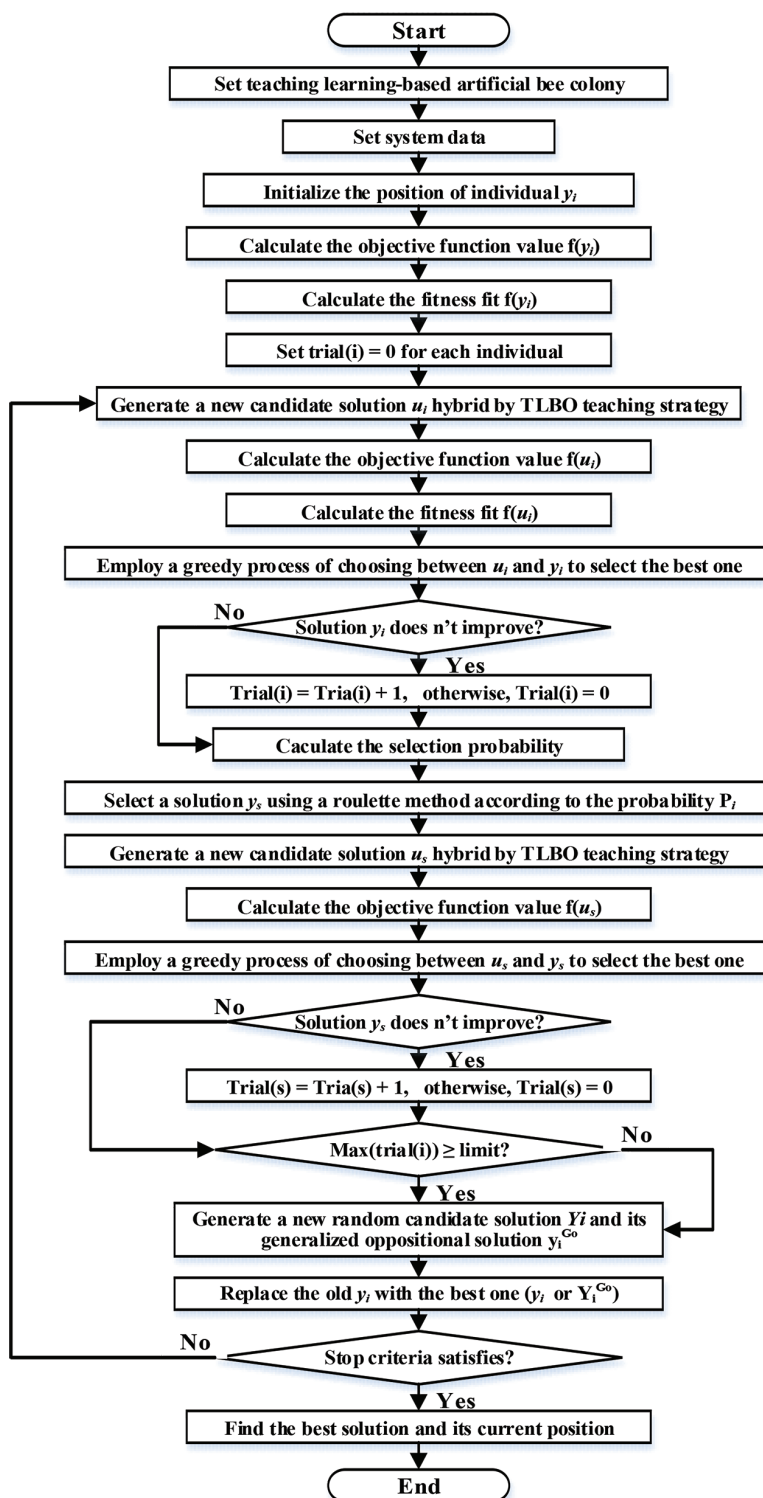 Start
Set teaching learning-based artificial bee colony
Set system data
Initialize the position of individual yi
Calculate the objective function value f(yi)
Calculate the fitness fit f(yi)
Set trial(i) = 0 for each individual
Generate a new candidate solution ui hybrid by TLBO teaching strategy
Calculate the objective function value f(ui)
Calculate the fitness fit f(ui)
Employ a greedy process of choosing between ui and yi to select the best one
No
Solution yi does n't improve?
Yes
Trial(i) = Tria(i) + 1, otherwise, Trial(i) = 0
Caculate the selection probability
Select a solution ys using a roulette method according to the probability Pi
Generate a new candidate solution us hybrid by TLBO teaching strategy
Calculate the objective function value f(us)
Employ a greedy process of choosing between us and ys to select the best one
No
Solution ys does n't improve?
Yes
Trial(s) = Tria(s) + 1, otherwise, Trial(s) = 0
Max(trial(i)) ≥ limit?
No
Yes
Generate a new random candidate solution Yi and its
generalized oppositional solution yi^Go
Replace the old yi with the best one (yi or Yi^Go)
No
Stop criteria satisfies?
Yes
Find the best solution and its current position
End